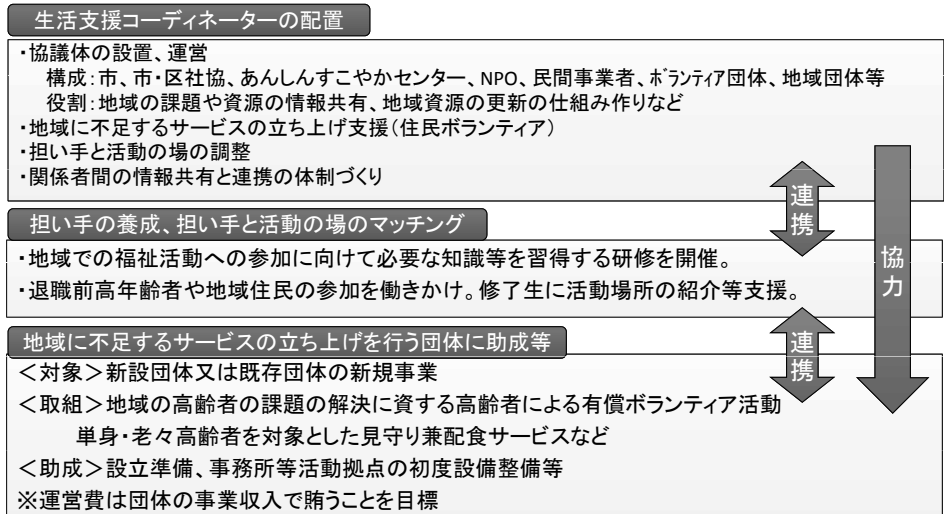 生活支援コーディネーターの配置
・協議体の設置、運営
構成：市、市・区社協、あんしんすこやかセンター、NPO、民間事業者、ボランティア団体、地域団体等
役割：地域の課題や資源の情報共有、地域資源の更新の仕組み作りなど
・地域に不足するサービスの立ち上げ支援（住民ボランティア）
・担い手と活動の場の調整
・関係者間の情報共有と連携の体制づくり
連携
協力
担い手の養成、担い手と活動の場のマッチング
・地域での福祉活動への参加に向けて必要な知識等を習得する研修を開催。
・退職前高年齢者や地域住民の参加を働きかけ。修了生に活動場所の紹介等支援。
連携
地域に不足するサービスの立ち上げを行う団体に助成等
＜対象＞新設団体又は既存団体の新規事業
＜取組＞地域の高齢者の課題の解決に資する高齢者による有償ボランティア活動
単身・老々高齢者を対象とした見守り兼配食サービスなど
＜助成＞設立準備、事務所等活動拠点の初度設備整備等
※運営費は団体の事業収入で賄うことを目標